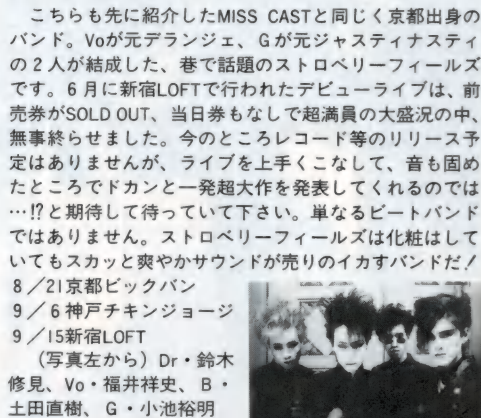 こちらも先に紹介したMISS CASTと同じく京都出身の
バンド。Voが元デランジェ、Gが元ジャスティナスティ
の2人が結成した、巷で話題のストロベリーフィールズ
です。6月に新宿LOFTで行われたデビューライブは、前
売券がSOLD OUT、当日券もなしで超満員の大盛況の中、
無事終らせました。今のところレコード等のリリース予
定はありませんが、ライブを上手くこなして、音も固め
たところでドカンと一発超大作を発表してくれるのでは
…!?と期待して待っていて下さい。単なるビートバンド
ではありません。ストロベリーフィールズは化粧はして
いてもスカッと爽やかサウンドが売りのイカすバンドだ!
8/21京都ビックバン
9/6神戸チキンジョージ
9/15新宿LOFT
(写真左から)Dr・鈴木
修見、Vo・福井祥史、B・
土田直樹、G・小池裕明